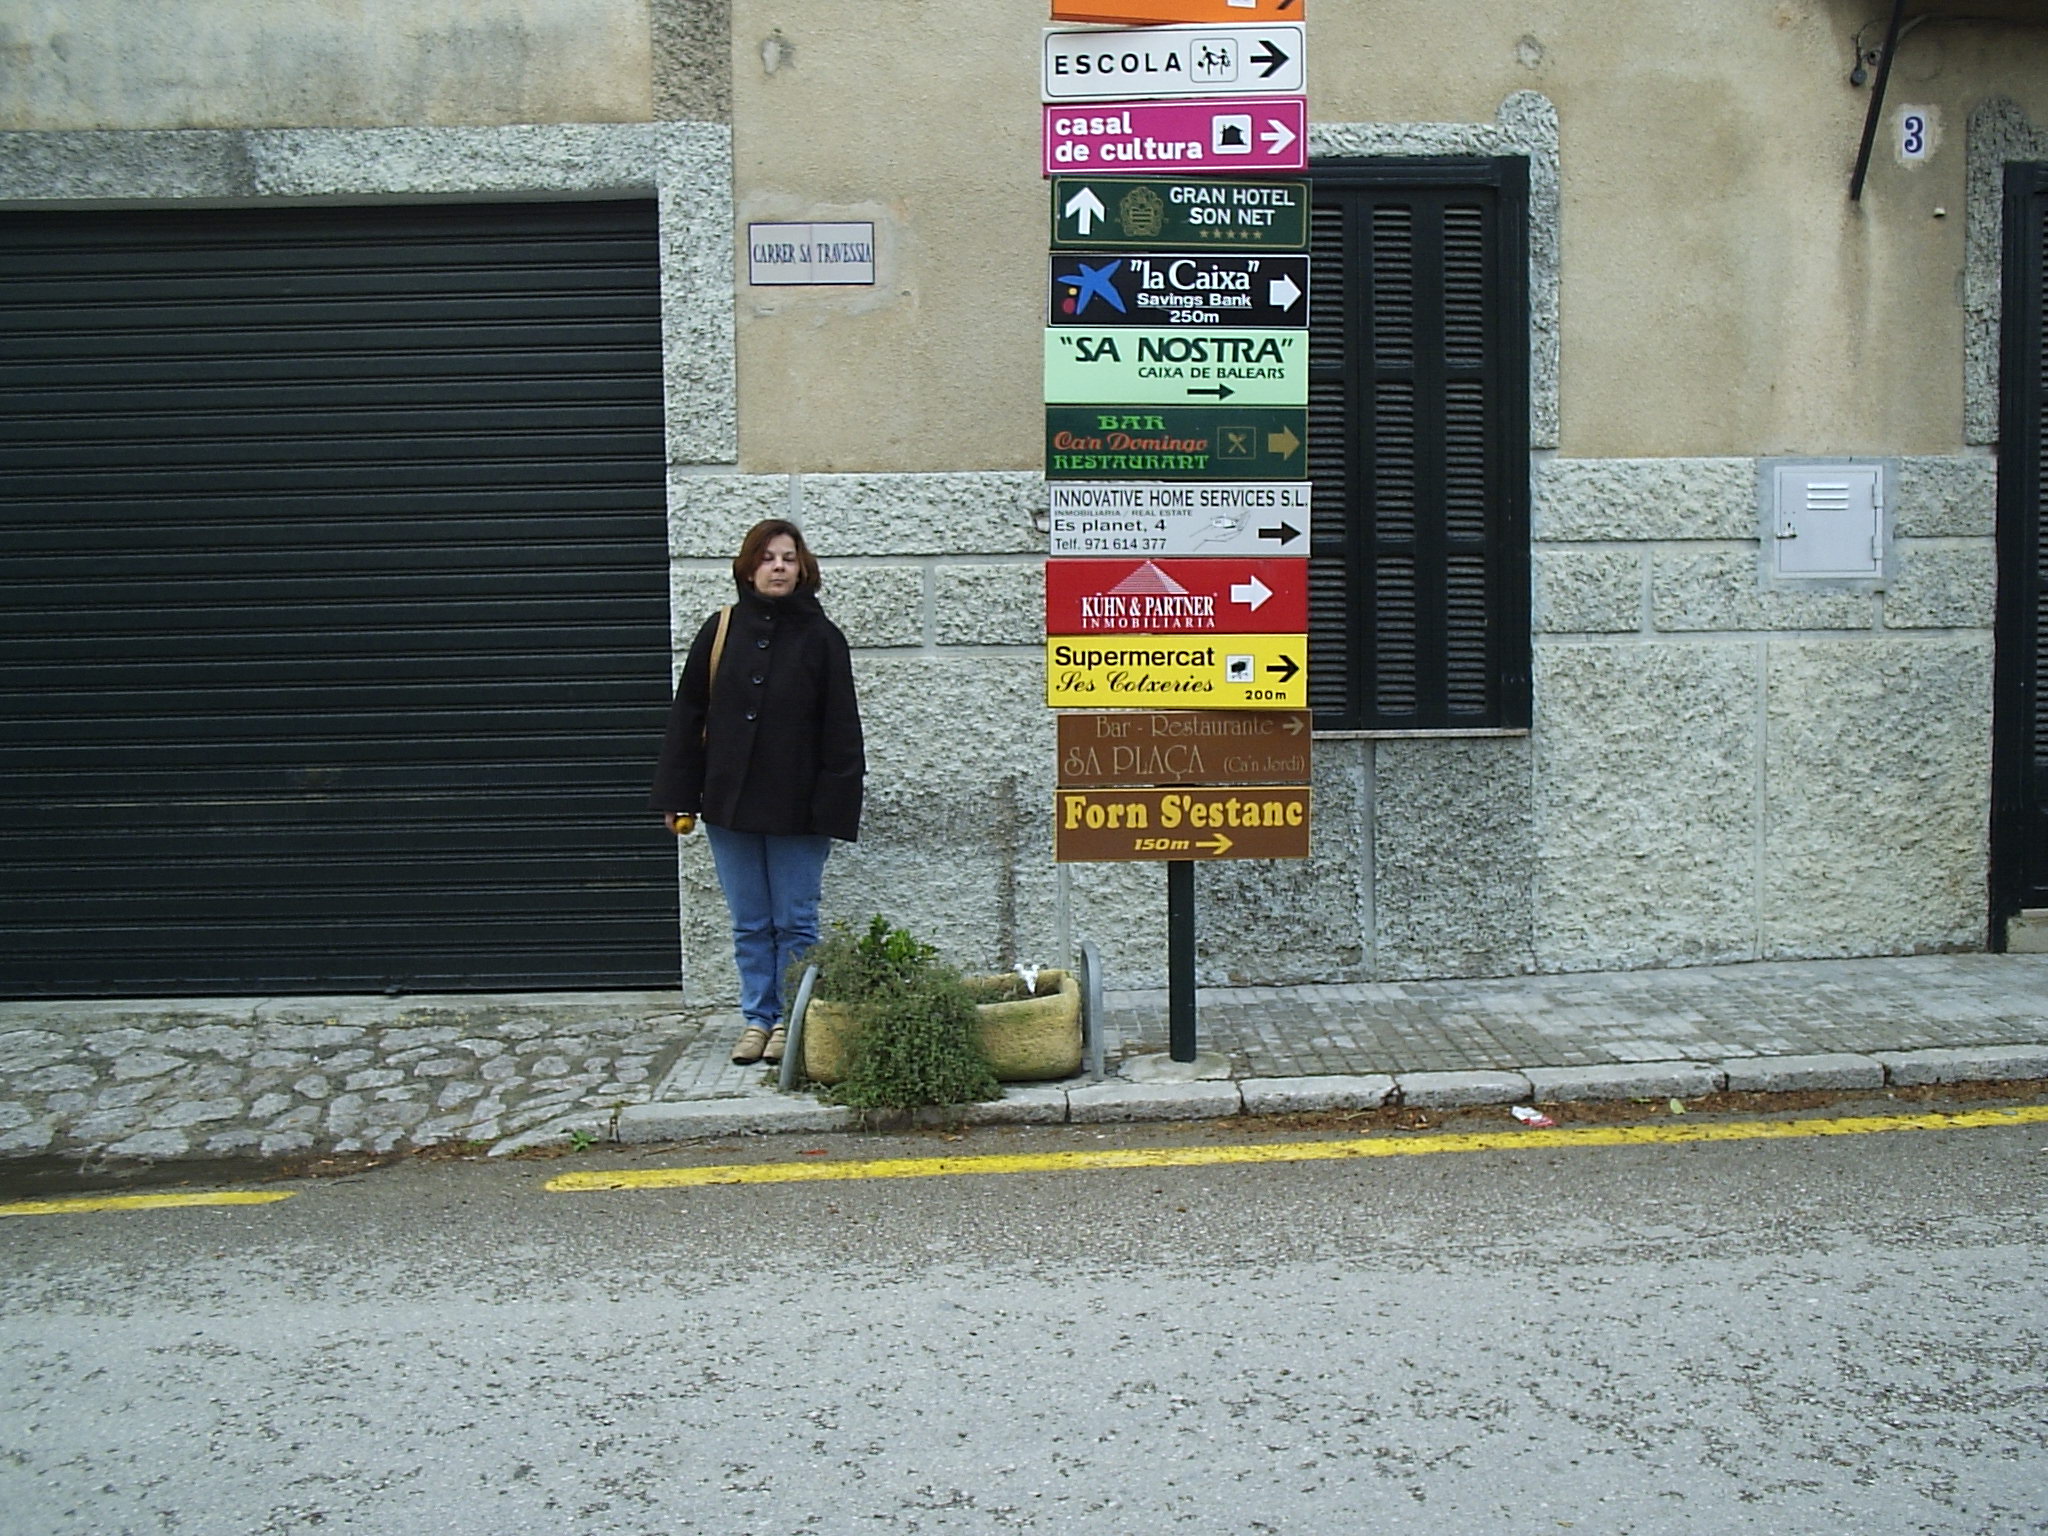 ESCOLA
casal
de cultura
GRAN HOTEL
SON NET
CARRER SA TRAVESSIA
"la Caixa"
Savings Bank
250m
"SA NOSTRA"
CAIXA DE BALEARS
BAR
Ca'n Domingo
RESTAURANT
INNOVATIVE HOME SERVICES S.L.
INMOBILIARIA / REAL ESTATE
Es planet, 4
Telf. 971 614 377
KÜHN & PARTNER
INMOBILIARIA
Supermercat
Ses Cotxeries
200m
Bar - Restaurante
SA PLAÇA (Ca'n Jordi)
Forn S'estanc
150m
3